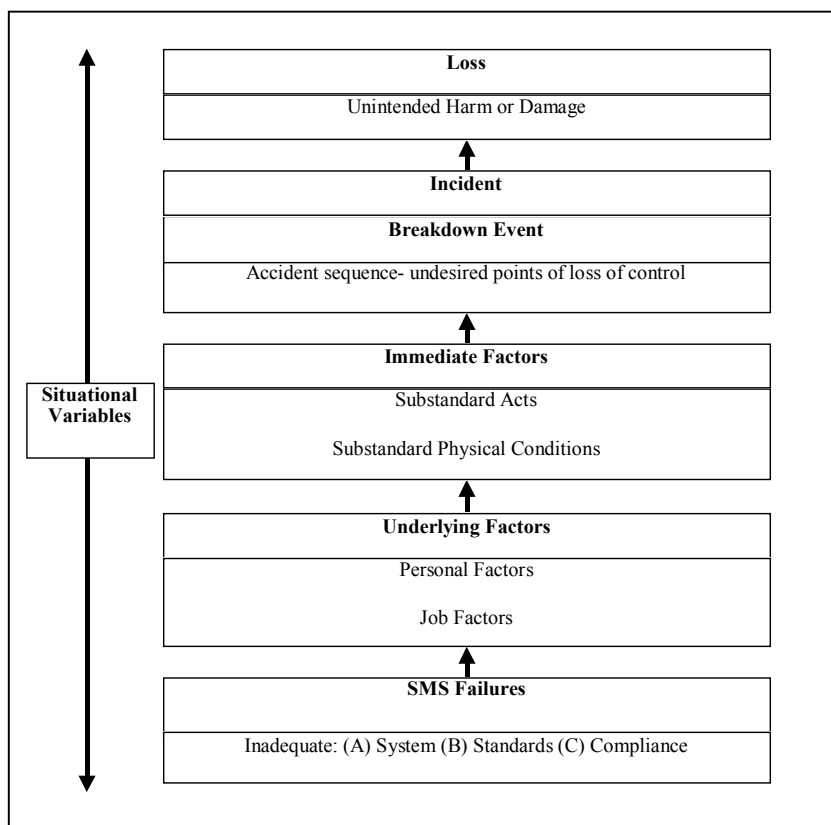 Loss
Unintended Harm or Damage
Incident
Breakdown Event
Accident sequence- undesired points of loss of control
Immediate Factors
Substandard Acts
Substandard Physical Conditions
Situational
Variables
Underlying Factors
Personal Factors
Job Factors
SMS Failures
Inadequate: (A) System (B) Standards (C) Compliance